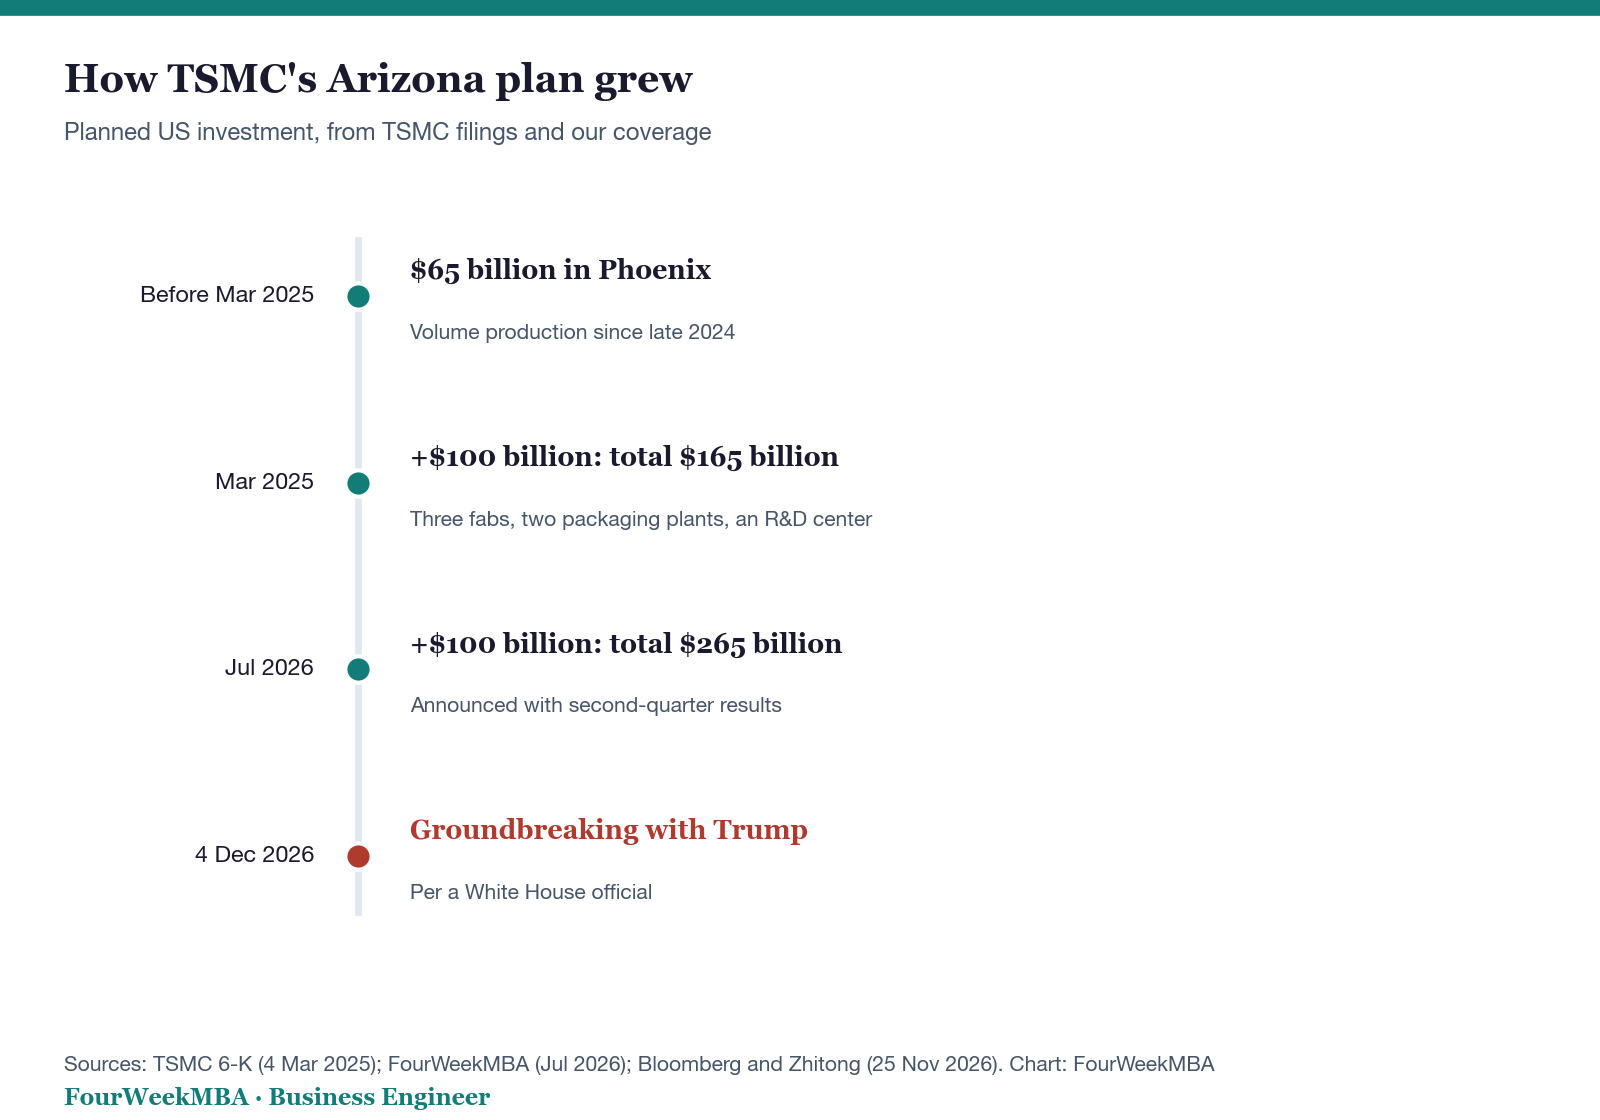 How TSMC's Arizona plan grew
Planned US investment, from TSMC filings and our coverage
Before Mar 2025
$65 billion in Phoenix
Volume production since late 2024
Mar 2025
+$100 billion: total $165 billion
Three fabs, two packaging plants, an R&D center
Jul 2026
+$100 billion: total $265 billion
Announced with second-quarter results
4 Dec 2026
Groundbreaking with Trump
Per a White House official
Sources: TSMC 6-K (4 Mar 2025); FourWeekMBA (Jul 2026); Bloomberg and Zhitong (25 Nov 2026). Chart: FourWeekMBA
FourWeekMBA · Business Engineer